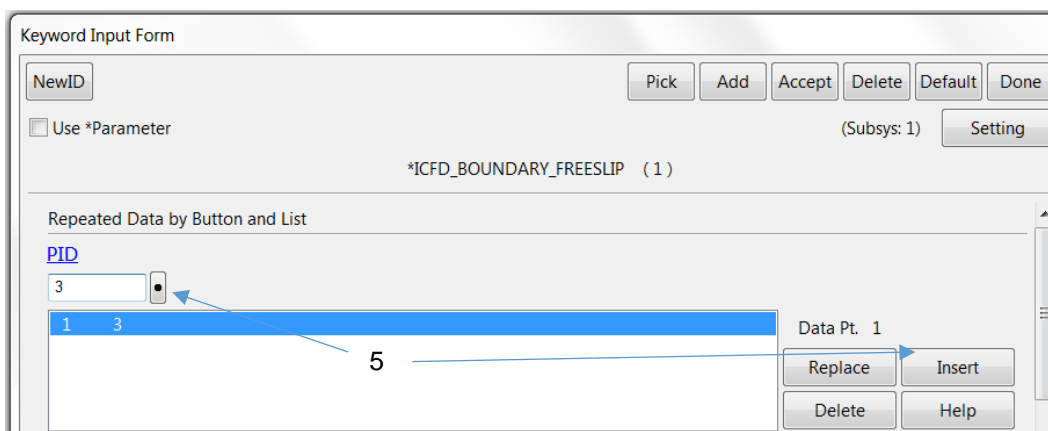 Keyword Input Form
NewID Pick Add Accept Delete Default Done
Use *Parameter (Subsys: 1) Setting
*ICFD_BOUNDARY_FREESLIP (1)
Repeated Data by Button and List
PID
3
1 3 Data Pt. 1
5
Replace Insert
Delete Help